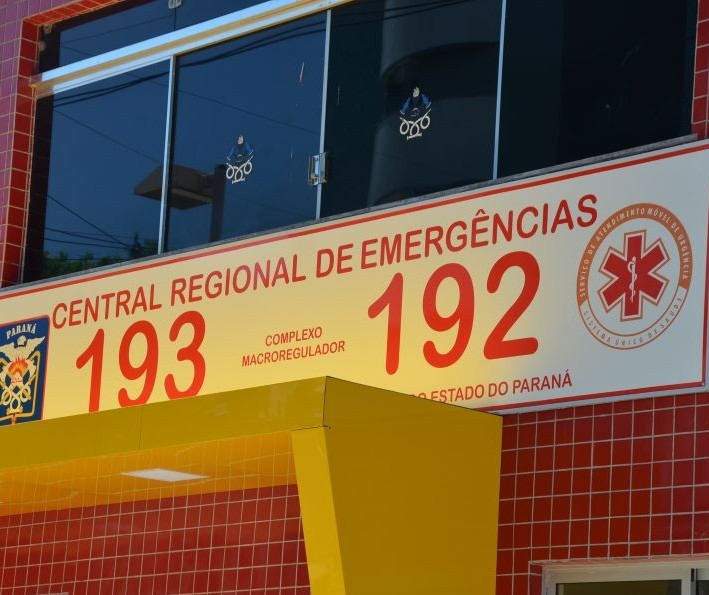 CENTRAL REGIONAL DE EMERGÊNCIAS
193
COMPLEXO
MACROREGULADOR
192
ESTADO DO PARANÁ
PARANÁ
SERVIÇO DE ATENDIMENTO MÓVEL DE URGÊNCIA
SISTEMA ÚNICO DE SAÚDE